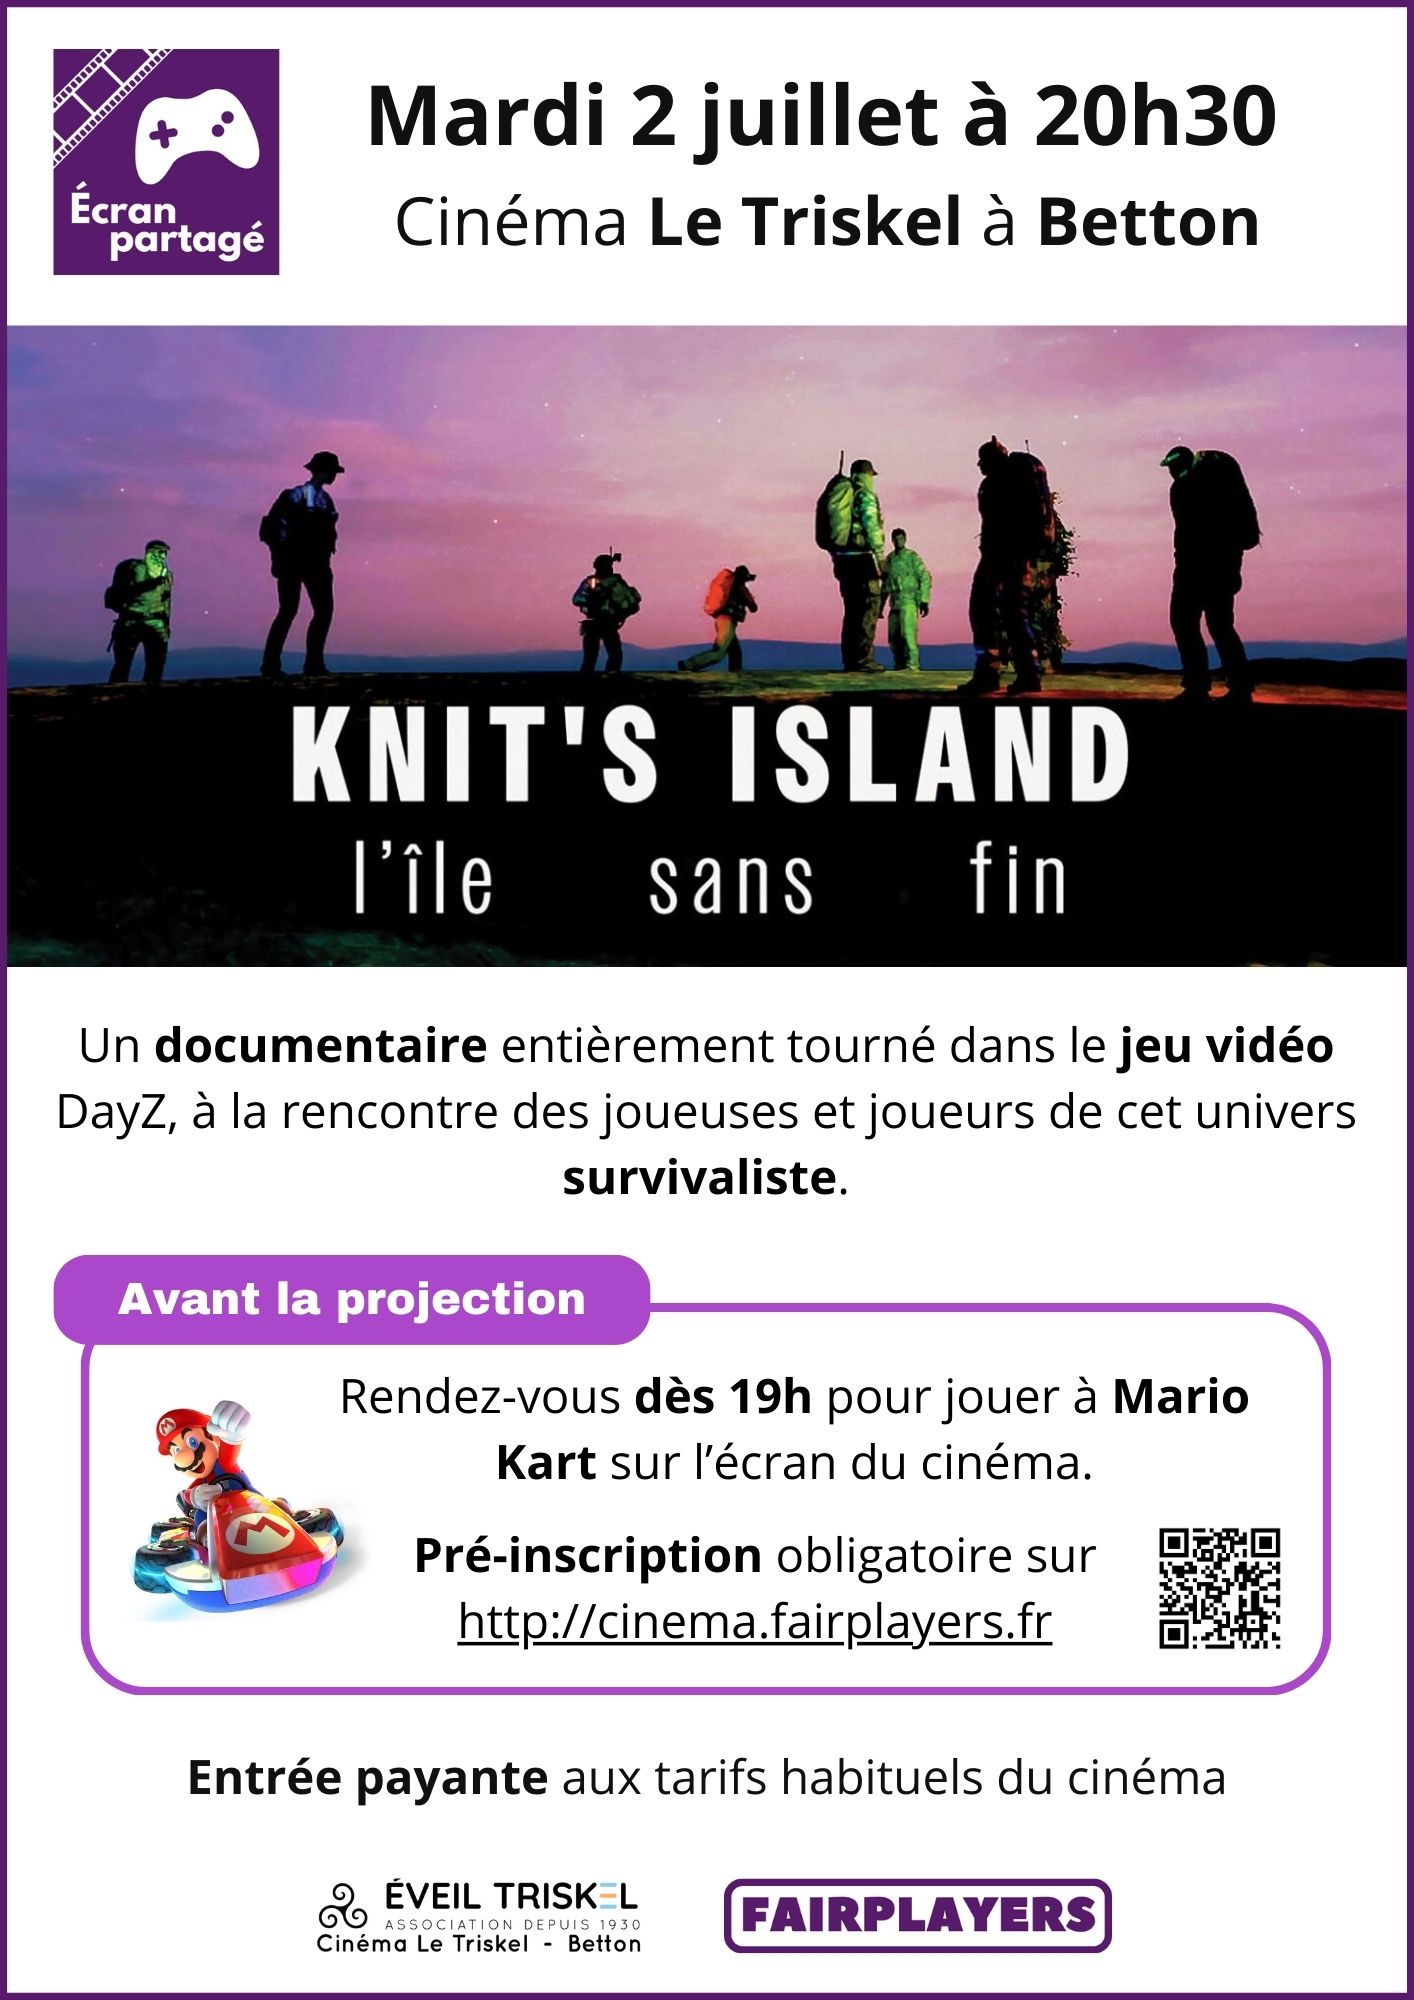 Écran
partagé
Mardi 2 juillet à 20h30
Cinéma Le Triskel à Betton
KNIT'S ISLAND
l’île sans fin
Un documentaire entièrement tourné dans le jeu vidéo
DayZ, à la rencontre des joueuses et joueurs de cet univers
survivaliste.
Avant la projection
Rendez-vous dès 19h pour jouer à Mario
Kart sur l’écran du cinéma.
Pré-inscription obligatoire sur
http://cinema.fairplayers.fr
M
M
Entrée payante aux tarifs habituels du cinéma
ÉVEIL TRISKEL
ASSOCIATION DEPUIS 1930
Cinéma Le Triskel - Betton
FAIRPLAYERS